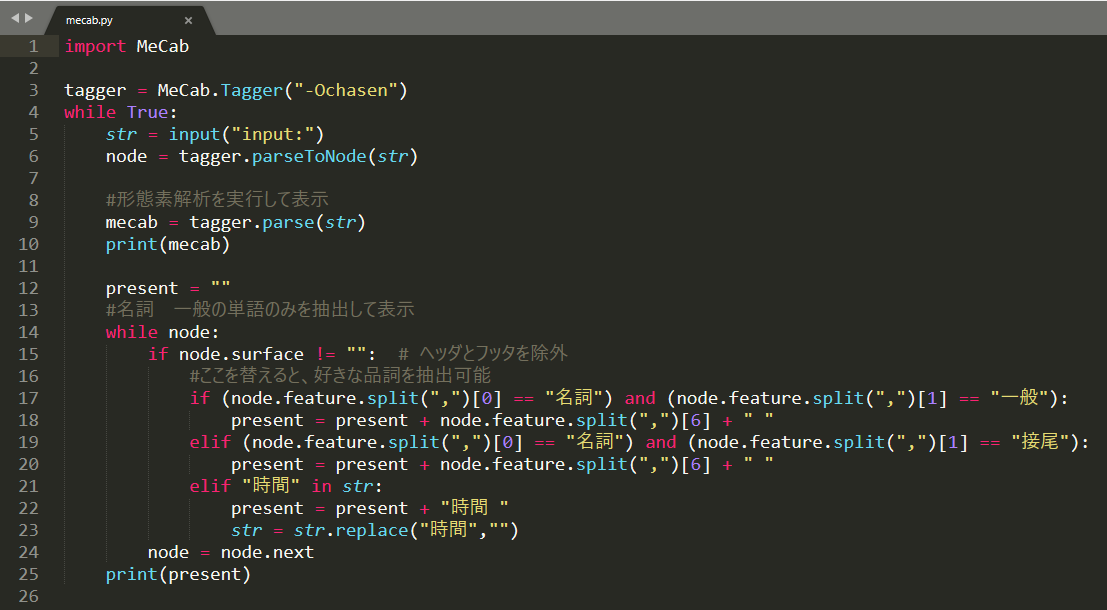 mecab.py ×
1 import MeCab
2
3 tagger = MeCab.Tagger("-Ochasen")
4 while True:
5     str = input("input:")
6     node = tagger.parseToNode(str)
7
8     #形態素解析を実行して表示
9     mecab = tagger.parse(str)
10     print(mecab)
11
12     present = ""
13     #名詞　一般の単語のみを抽出して表示
14     while node:
15         if node.surface != "":  # ヘッダとフッタを除外
16             #ここを替えると、好きな品詞を抽出可能
17             if (node.feature.split(",")[0] == "名詞") and (node.feature.split(",")[1] == "一般"):
18                 present = present + node.feature.split(",")[6] + " "
19             elif (node.feature.split(",")[0] == "名詞") and (node.feature.split(",")[1] == "接尾"):
20                 present = present + node.feature.split(",")[6] + " "
21             elif "時間" in str:
22                 present = present + "時間 "
23                 str = str.replace("時間","")
24         node = node.next
25     print(present)
26